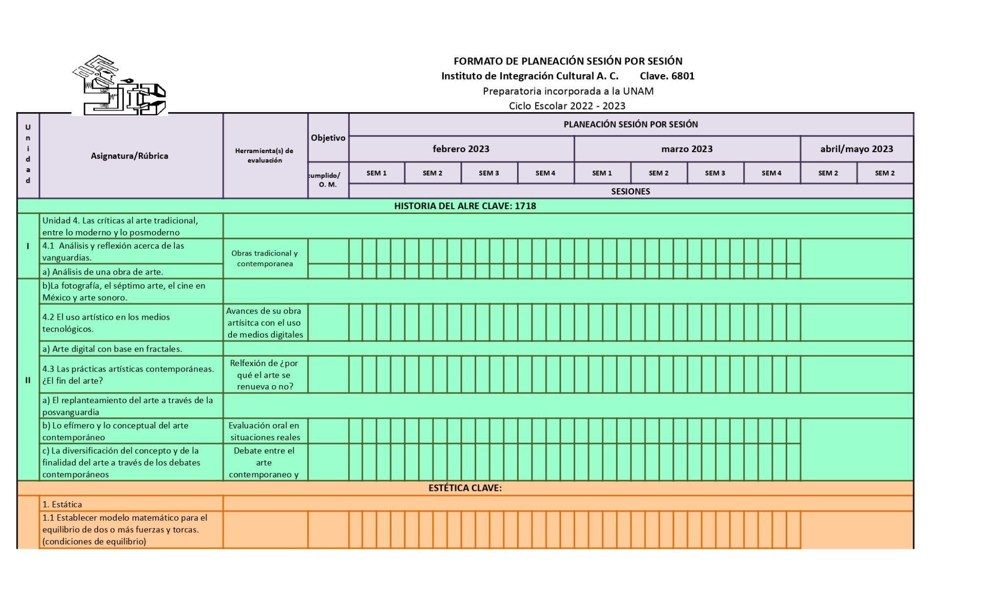 FORMATO DE PLANEACIÓN SESIÓN POR SESIÓN
Instituto de Integración Cultural A. C. Clave. 6801
Preparatoria incorporada a la UNAM
Ciclo Escolar 2022 - 2023
Unidad
Asignatura/Rúbrica
Herramienta(s) de
evaluación
Objetivo
cumplido/
O. M.
PLANEACIÓN SESIÓN POR SESIÓN
febrero 2023
marzo 2023
abril/mayo 2023
SEM 1
SEM 2
SEM 3
SEM 4
SEM 1
SEM 2
SEM 3
SEM 4
SEM 2
SEM 2
SESIONES
HISTORIA DEL ALRE CLAVE: 1718
I
Unidad 4. Las críticas al arte tradicional,
entre lo moderno y lo posmoderno
4.1 Análisis y reflexión acerca de las
vanguardias.
Obras tradicional y
contemporanea
a) Análisis de una obra de arte.
II
b)La fotografía, el séptimo arte, el cine en
México y arte sonoro.
4.2 El uso artístico en los medios
tecnológicos.
Avances de su obra
artísitca con el uso
de medios digitales
a) Arte digital con base en fractales.
4.3 Las prácticas artísticas contemporáneas.
¿El fin del arte?
Relfexión de ¿por
qué el arte se
renueva o no?
a) El replanteamiento del arte a través de la
posvanguardia
b) Lo efímero y lo conceptual del arte
contemporáneo
Evaluación oral en
situaciones reales
c) La diversificación del concepto y de la
finalidad del arte a través de los debates
contemporáneos
Debate entre el
arte
contemporaneo y
ESTÉTICA CLAVE:
1. Estática
1.1 Establecer modelo matemático para el
equilibrio de dos o más fuerzas y torcas.
(condiciones de equilibrio)